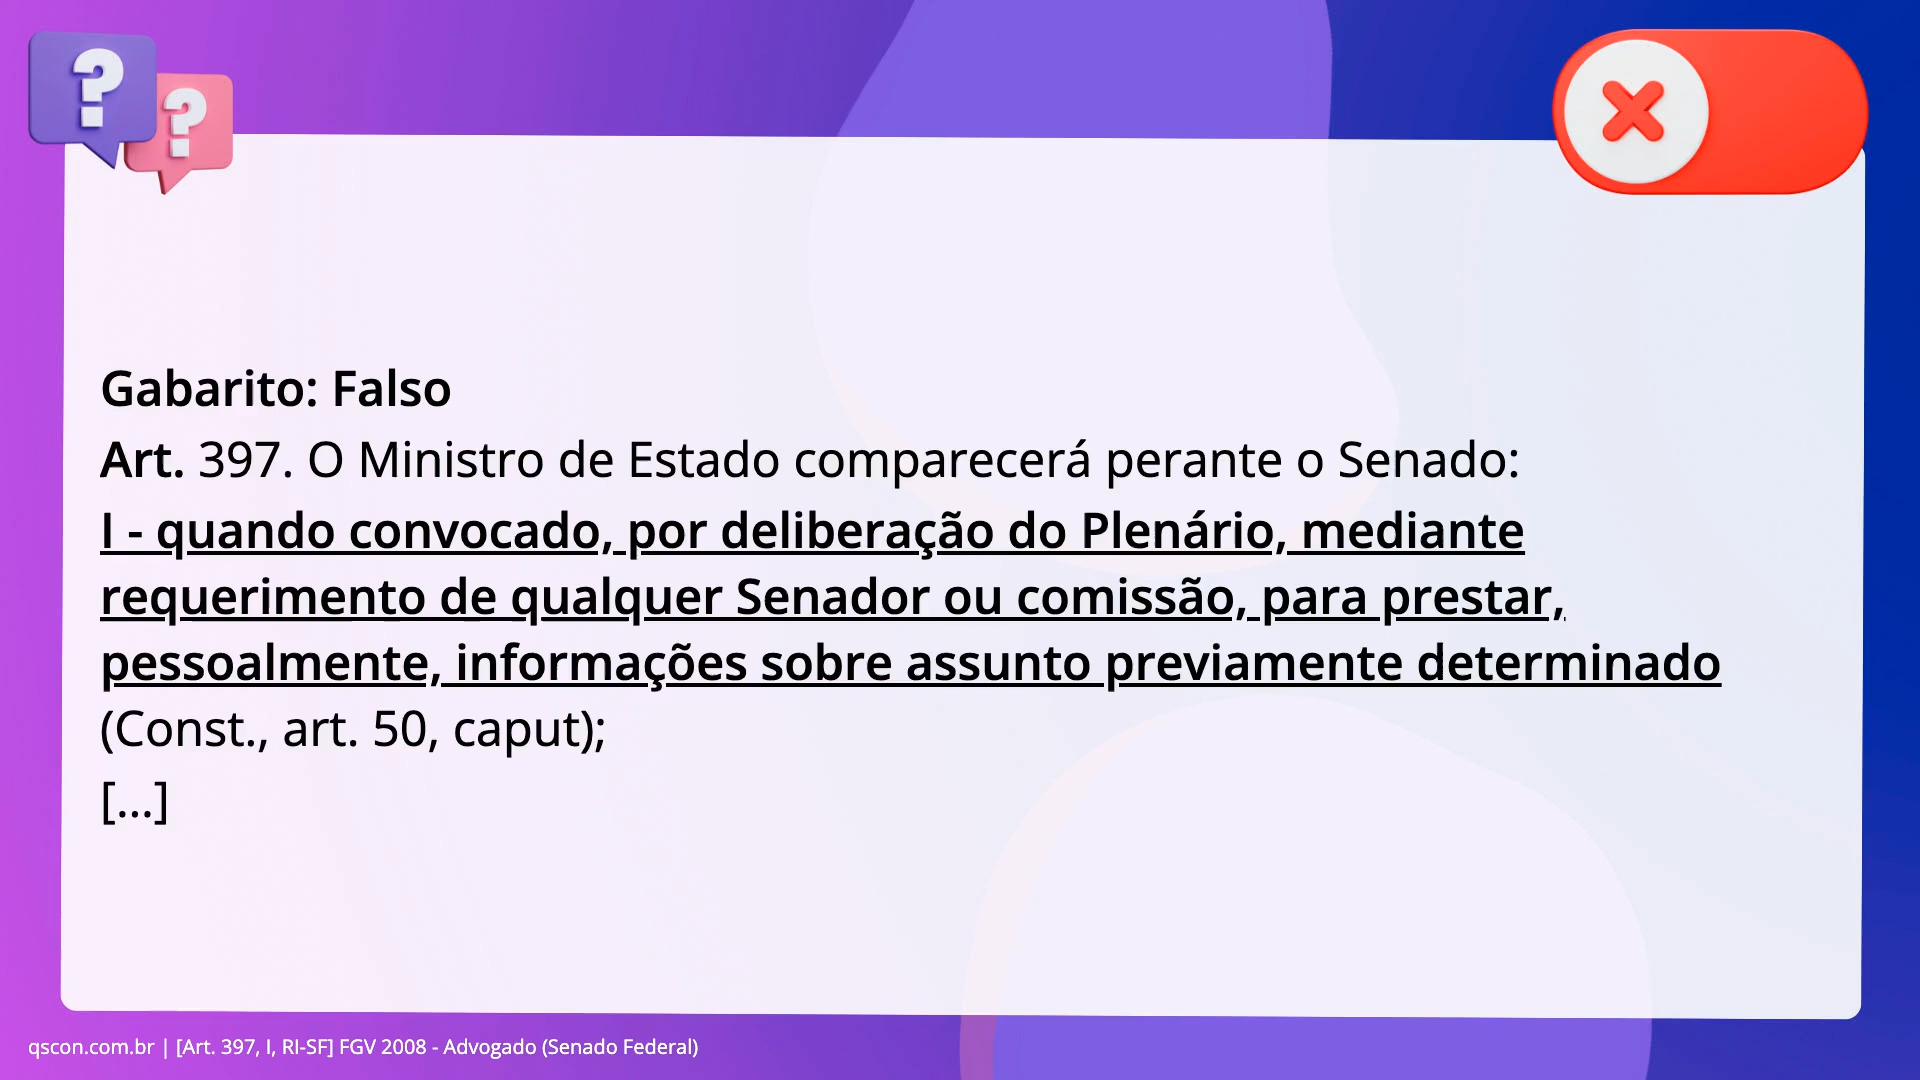 Gabarito: Falso
Art. 397. O Ministro de Estado comparecerá perante o Senado:
I - quando convocado, por deliberação do Plenário, mediante
requerimento de qualquer Senador ou comissão, para prestar,
pessoalmente, informações sobre assunto previamente determinado
(Const., art. 50, caput);
[...]
qscon.com.br | [Art. 397, I, RI-SF] FGV 2008 - Advogado (Senado Federal)